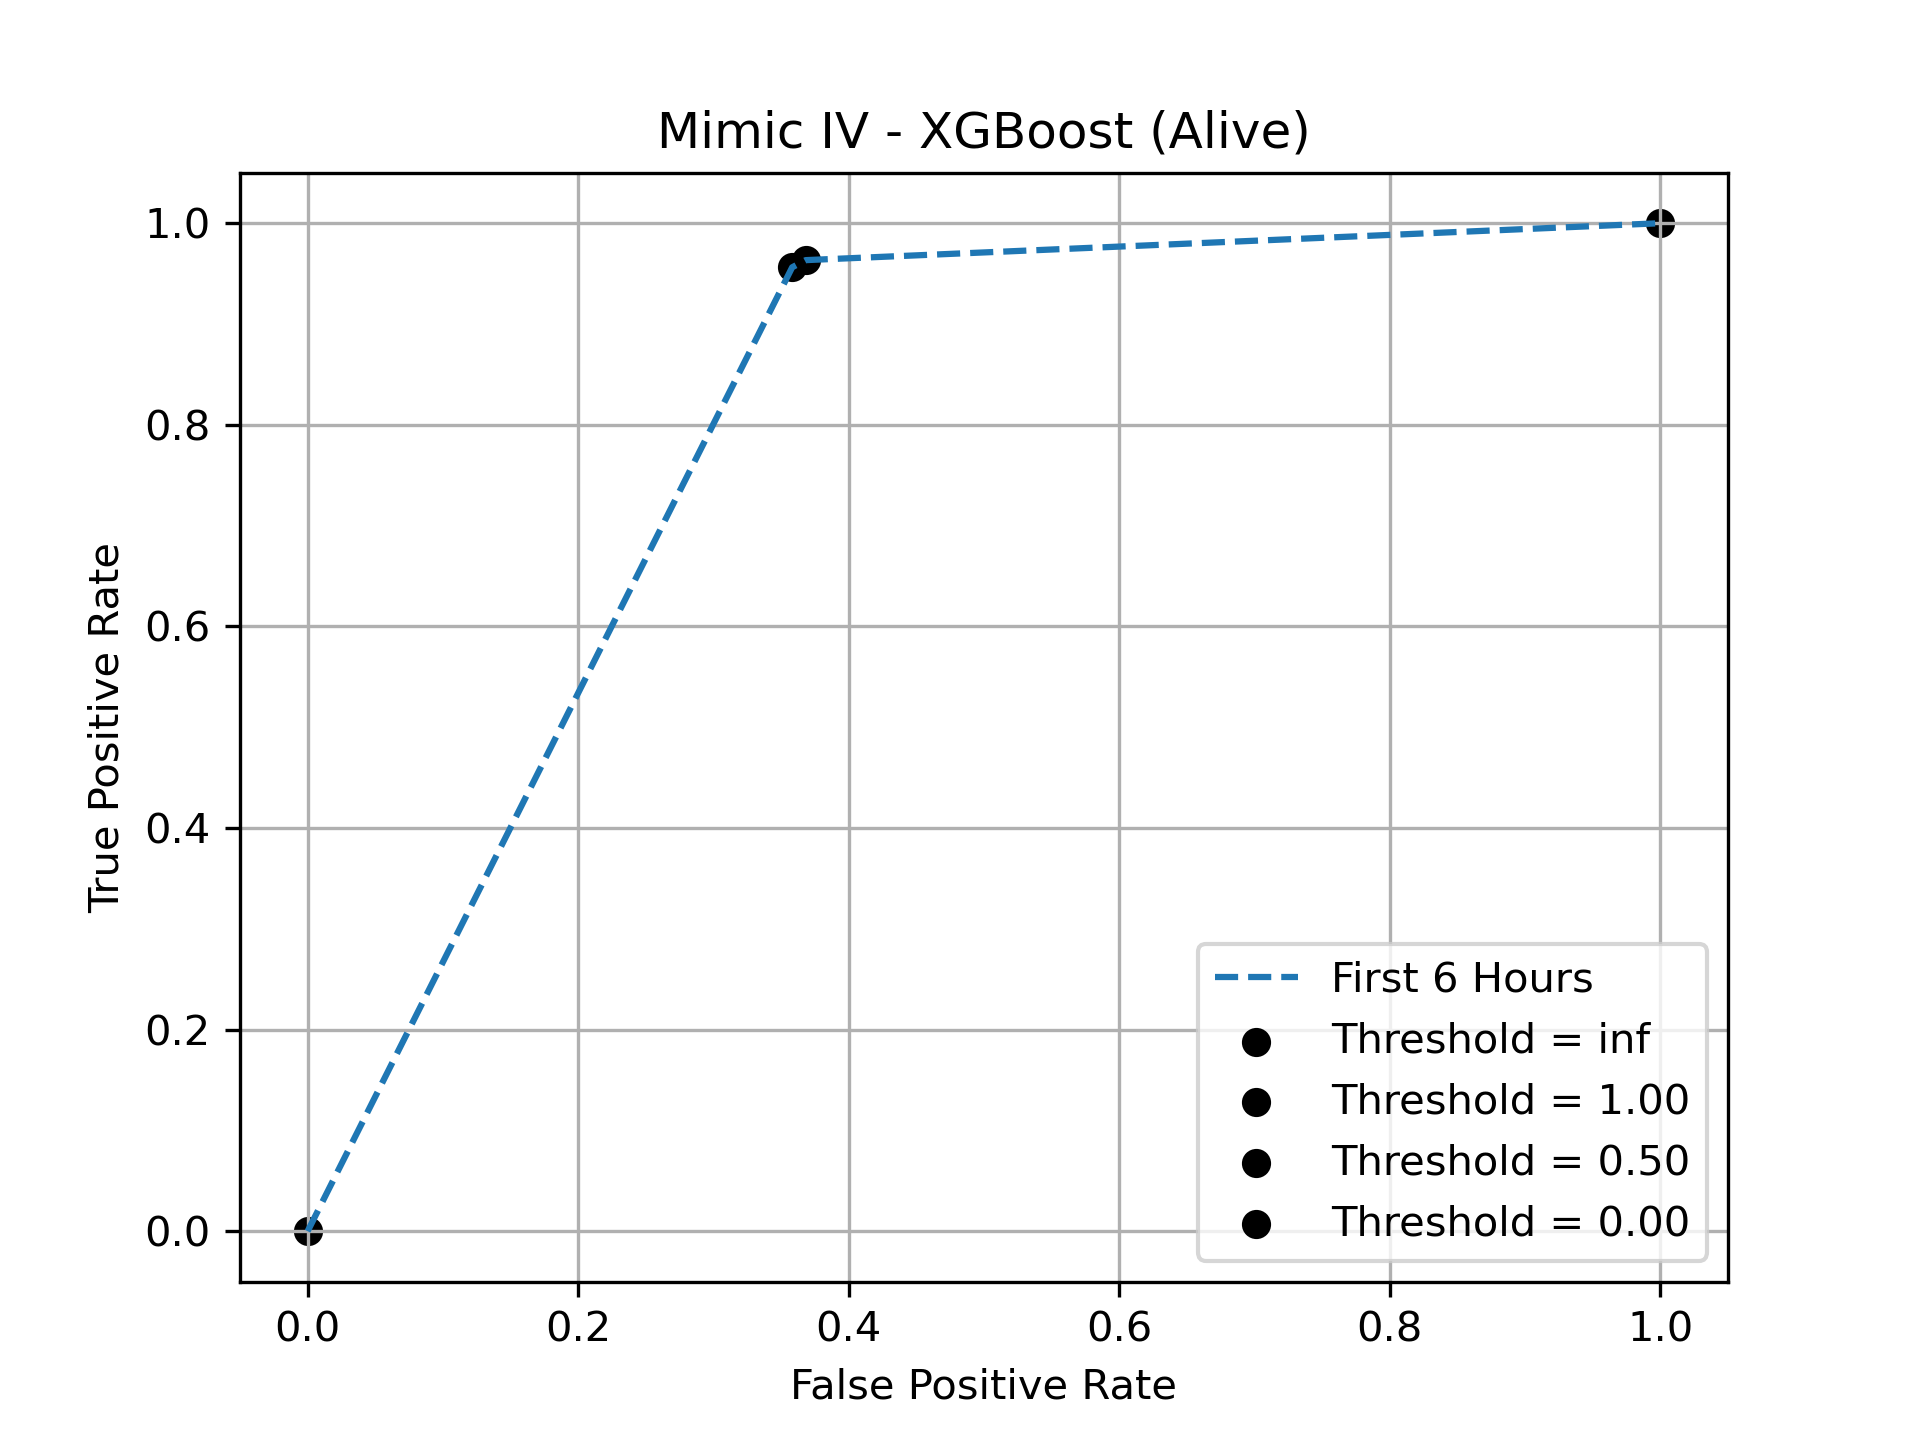 Mimic IV - XGBoost (Alive)
True Positive Rate
1.0
0.8
0.6
0.4
0.2
0.0
First 6 Hours
Threshold = inf
Threshold = 1.00
Threshold = 0.50
Threshold = 0.00
0.0 0.2 0.4 0.6 0.8 1.0
False Positive Rate